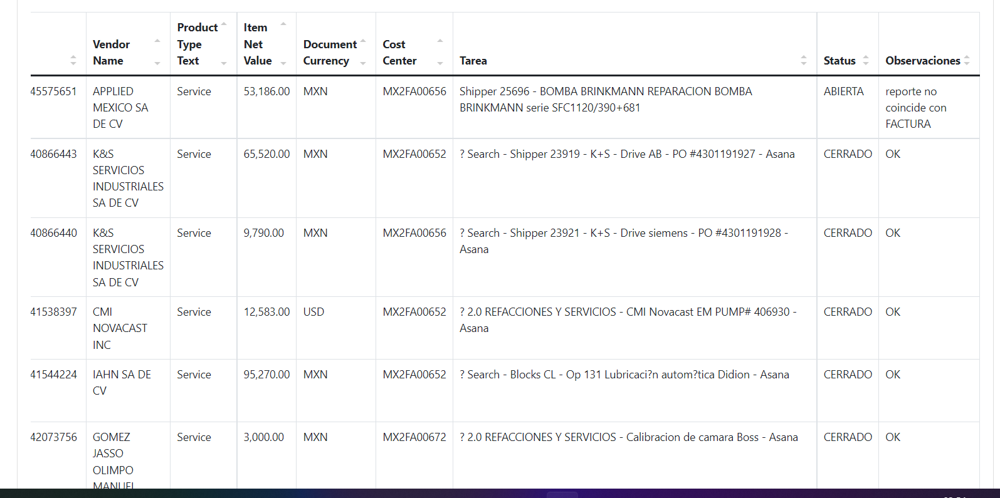 Vendor Name
Product Type Text
Item Net Value
Document Currency
Cost Center
Tarea
Status
Observaciones
45575651
APPLIED
MEXICO SA
DE CV
Service
53,186.00
MXN
MX2FA00656
Shipper 25696 - BOMBA BRINKMANN REPARACION BOMBA
BRINKMANN serie SFC1120/390+681
ABIERTA
reporte no
coincide con
FACTURA
40866443
K&S
SERVICIOS
INDUSTRIALES
SA DE CV
Service
65,520.00
MXN
MX2FA00652
? Search - Shipper 23919 - K+S - Drive AB - PO #4301191927 - Asana
CERRADO
OK
40866440
K&S
SERVICIOS
INDUSTRIALES
SA DE CV
Service
9,790.00
MXN
MX2FA00656
? Search - Shipper 23921 - K+S - Drive siemens - PO #4301191928 -
Asana
CERRADO
OK
41538397
CMI
NOVACAST
INC
Service
12,583.00
USD
MX2FA00652
? 2.0 REFACCIONES Y SERVICIOS - CMI Novacast EM PUMP# 406930 -
Asana
CERRADO
OK
41544224
IAHN SA DE
CV
Service
95,270.00
MXN
MX2FA00652
? Search - Blocks CL - Op 131 Lubricaci?n autom?tica Didion - Asana
CERRADO
OK
42073756
GOMEZ
JASSO
OLIMPO
MANUEL
Service
3,000.00
MXN
MX2FA00672
? 2.0 REFACCIONES Y SERVICIOS - Calibracion de camara Boss - Asana
CERRADO
OK